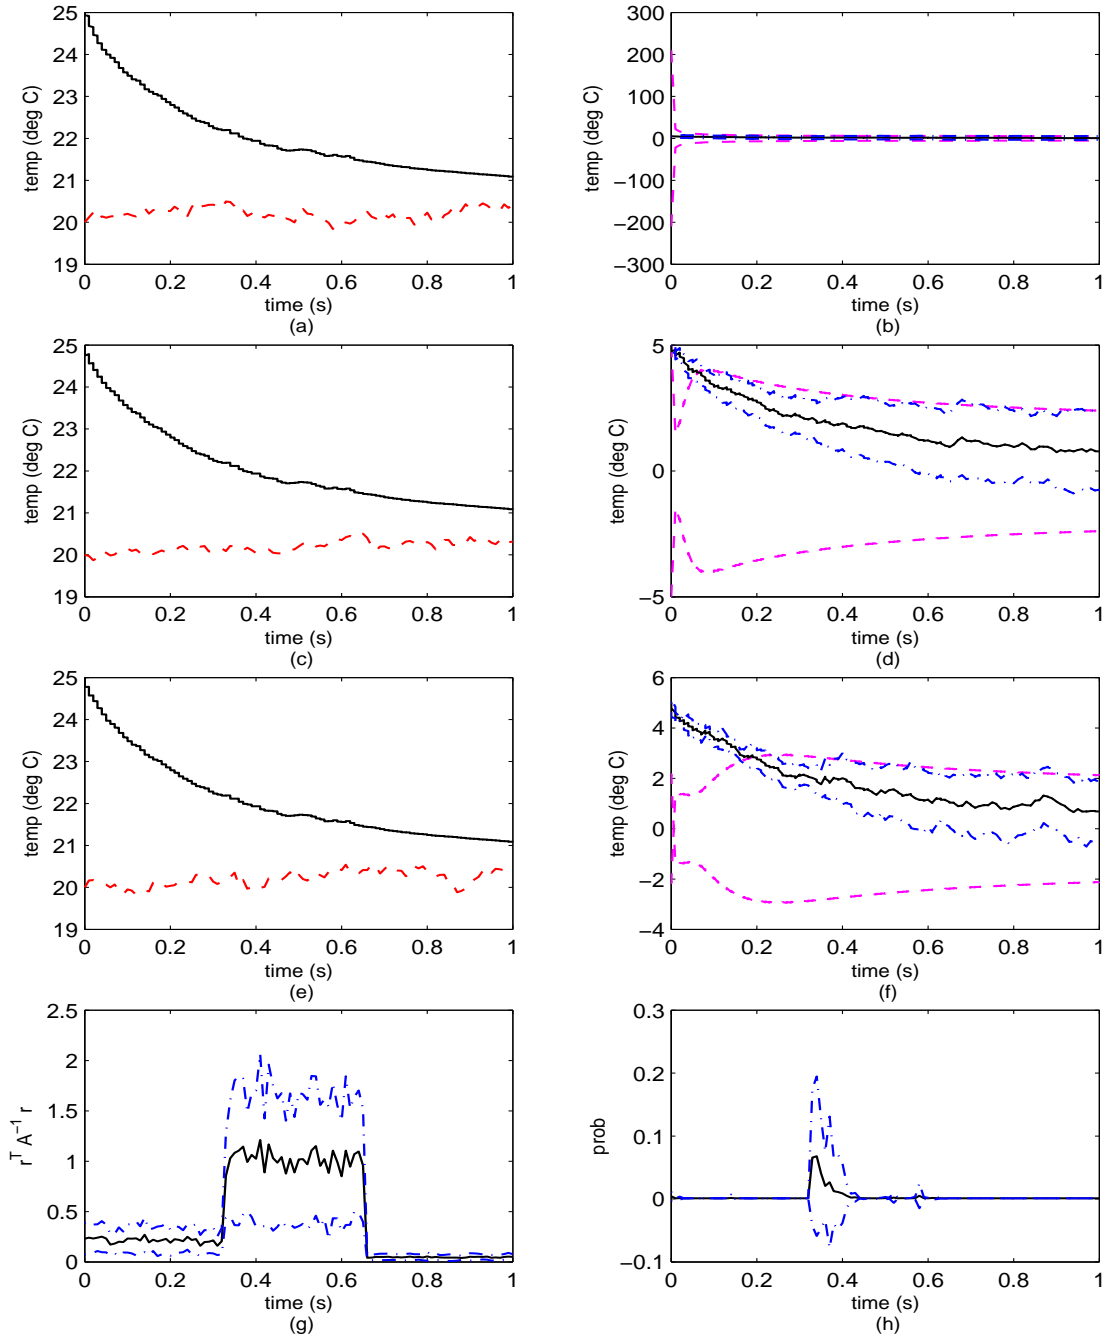 25
24
23
22
21
20
19
temp (deg C)
0 0.2 0.4 0.6 0.8 1
time (s)
(a)
300
200
100
0
−100
−200
−300
temp (deg C)
0 0.2 0.4 0.6 0.8 1
time (s)
(b)
25
24
23
22
21
20
19
temp (deg C)
0 0.2 0.4 0.6 0.8 1
time (s)
(c)
5
0
−5
temp (deg C)
0 0.2 0.4 0.6 0.8 1
time (s)
(d)
25
24
23
22
21
20
19
temp (deg C)
0 0.2 0.4 0.6 0.8 1
time (s)
(e)
6
4
2
0
−2
−4
temp (deg C)
0 0.2 0.4 0.6 0.8 1
time (s)
(f)
2.5
2
1.5
1
0.5
0
r^T A^−1 r
0 0.2 0.4 0.6 0.8 1
time (s)
(g)
0.3
0.2
0.1
0
−0.1
prob
0 0.2 0.4 0.6 0.8 1
time (s)
(h)